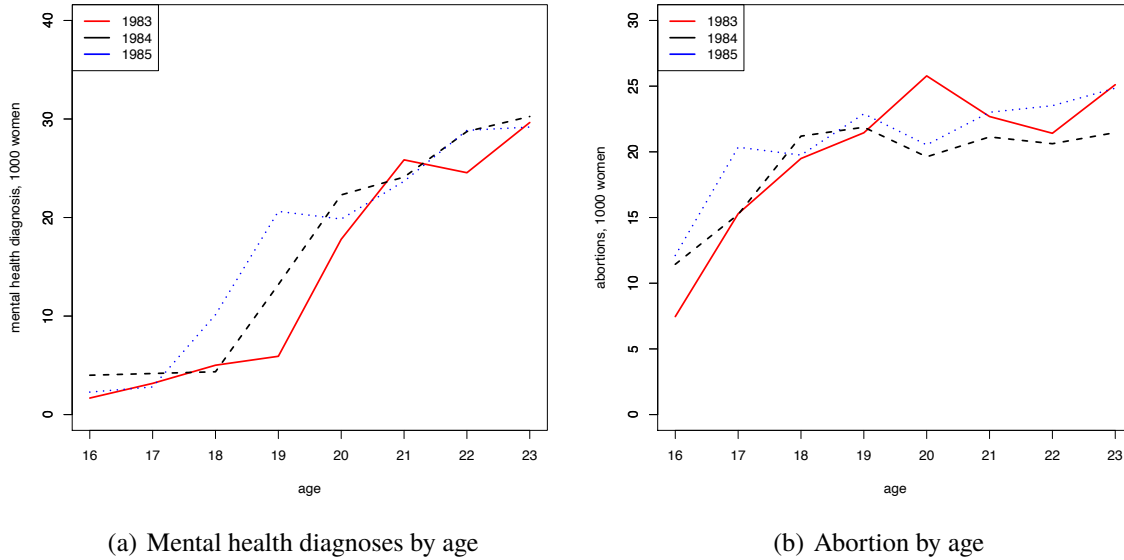 40
30
20
10
0
mental health diagnosis, 1000 women
1983
1984
1985
16 17 18 19 20 21 22 23
age
(a) Mental health diagnoses by age
30
25
20
15
10
5
0
abortions, 1000 women
1983
1984
1985
16 17 18 19 20 21 22 23
age
(b) Abortion by age